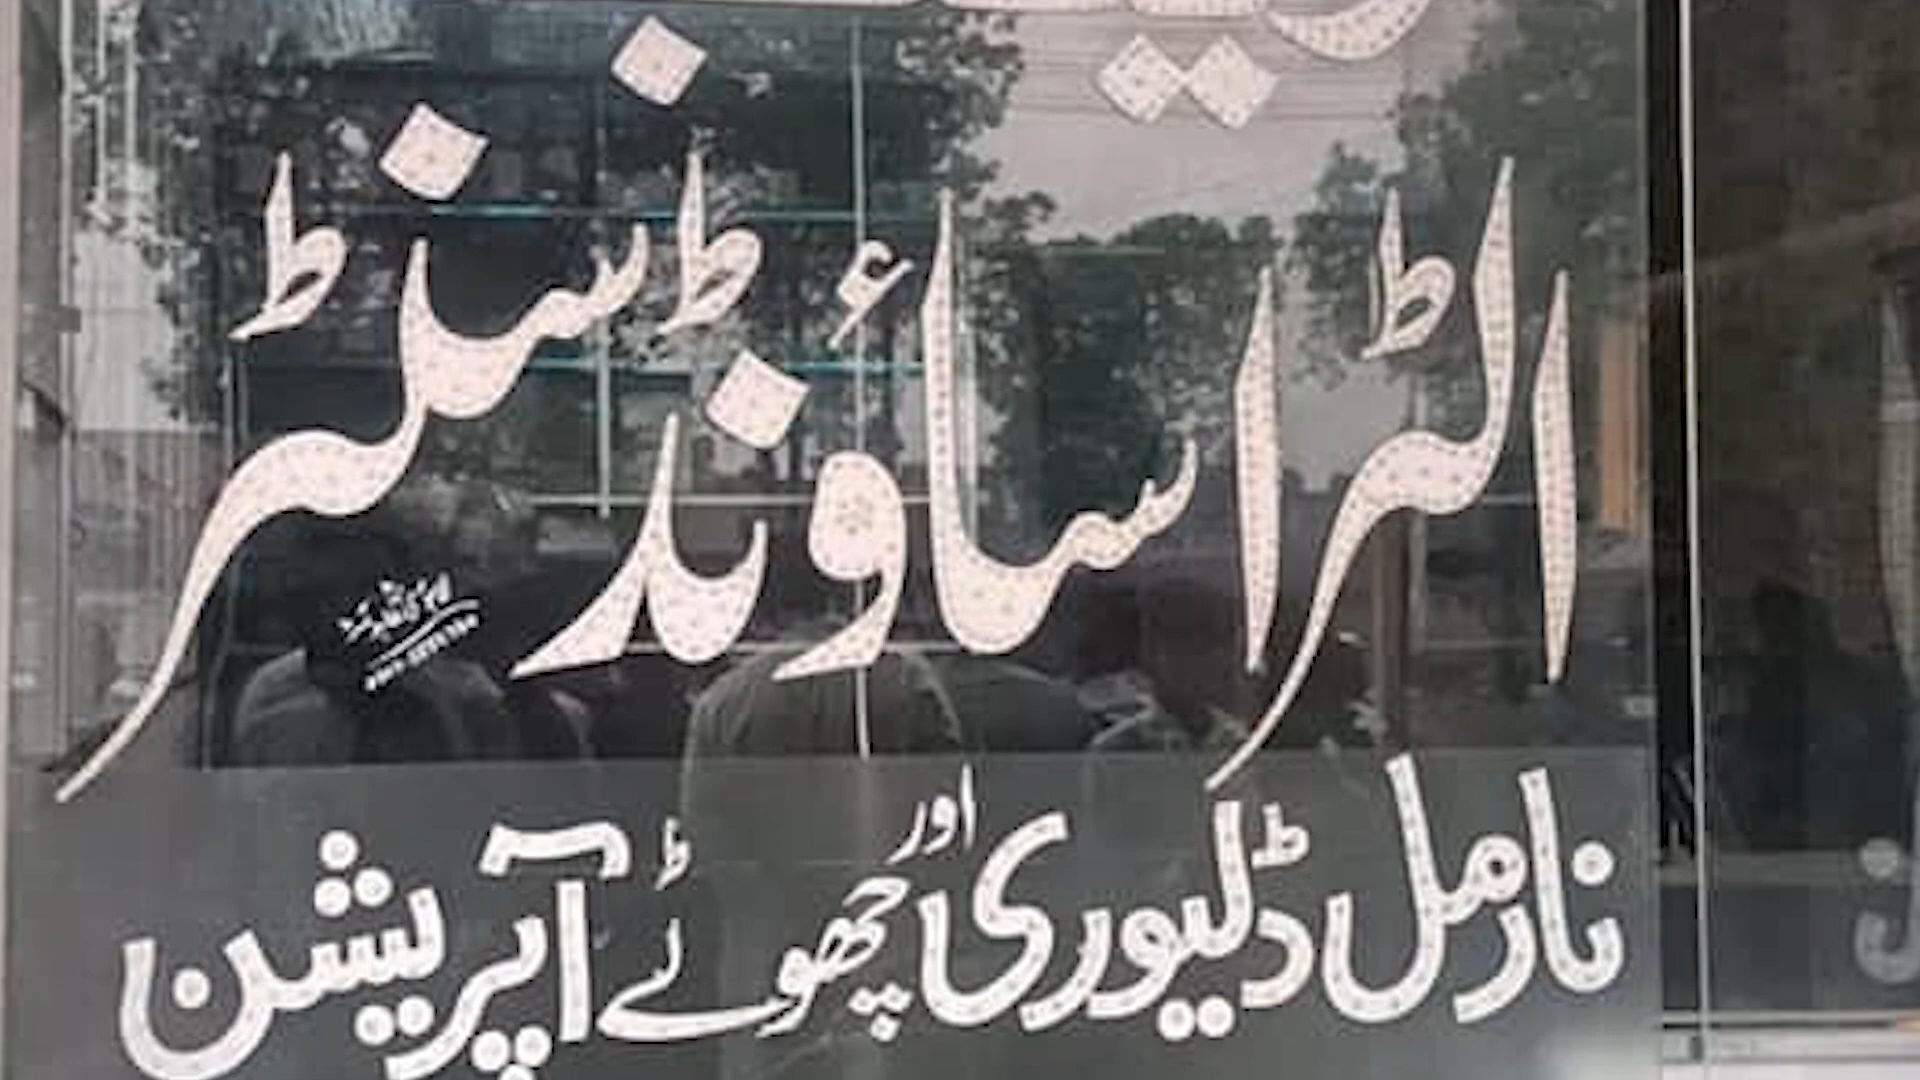 الٹراساؤنڈ سنٹر
نارمل ڈلیوری اور چھوٹے آپریشن